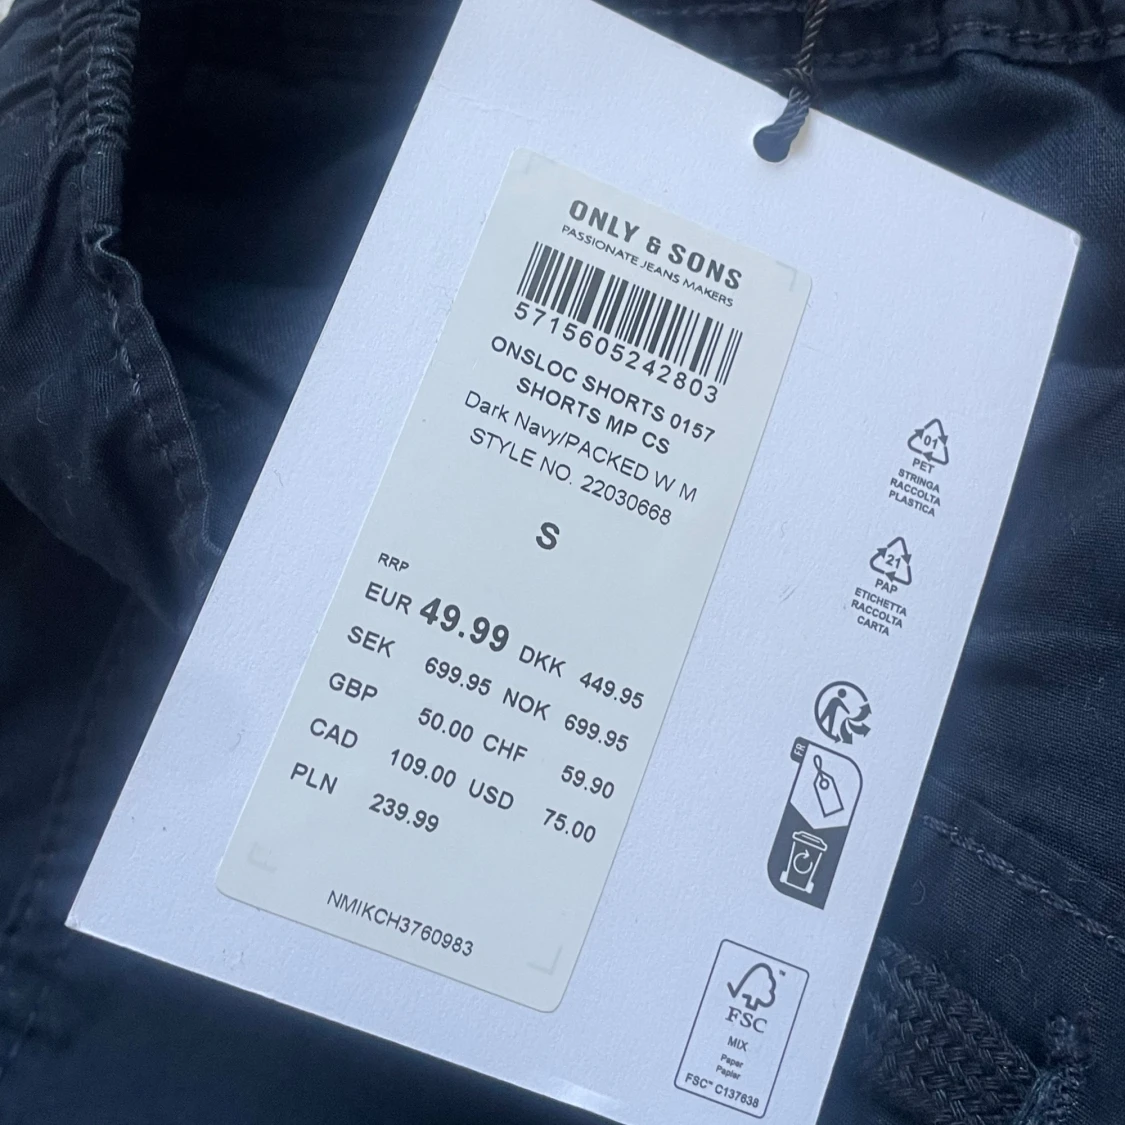 ONLY & SONS
PASSIONATE JEANS MAKERS
5715605242803
ONSLOC SHORTS 0157
SHORTS MP CS
Dark Navy/PACKED W M
STYLE NO. 22030668
S
RRP
EUR 49.99 DKK 449.95
SEK 699.95 NOK 699.95
GBP 50.00 CHF 59.90
CAD 109.00 USD 75.00
PLN 239.99
NMIKCH3760983
01
PET
STRINGA
RACCOLTA
PLASTICA
21
PAP
ETICHETTA
RACCOLTA
CARTA
FR
FSC
MIX
Paper
Papier
FSC™ C137638